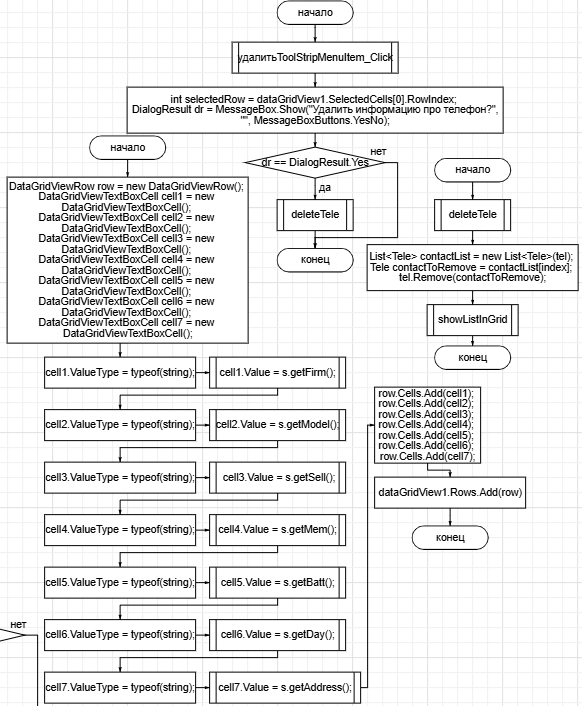 начало
удалитьToolStripMenuItem_Click
int selectedRow = dataGridView1.SelectedCells[0].RowIndex;
DialogResult dr = MessageBox.Show("Удалить информацию про телефон?",
"", MessageBoxButtons.YesNo);
dr == DialogResult.Yes
нет
да
deleteTele
конец
начало
DataGridViewRow row = new DataGridViewRow();
DataGridViewTextBoxCell cell1 = new
DataGridViewTextBoxCell();
DataGridViewTextBoxCell cell2 = new
DataGridViewTextBoxCell();
DataGridViewTextBoxCell cell3 = new
DataGridViewTextBoxCell();
DataGridViewTextBoxCell cell4 = new
DataGridViewTextBoxCell();
DataGridViewTextBoxCell cell5 = new
DataGridViewTextBoxCell();
DataGridViewTextBoxCell cell6 = new
DataGridViewTextBoxCell();
DataGridViewTextBoxCell cell7 = new
DataGridViewTextBoxCell();
cell1.ValueType = typeof(string);
cell1.Value = s.getFirm();
cell2.ValueType = typeof(string);
cell2.Value = s.getModel();
cell3.ValueType = typeof(string);
cell3.Value = s.getSell();
cell4.ValueType = typeof(string);
cell4.Value = s.getMem();
cell5.ValueType = typeof(string);
cell5.Value = s.getBatt();
cell6.ValueType = typeof(string);
cell6.Value = s.getDay();
cell7.ValueType = typeof(string);
cell7.Value = s.getAddress();
нет
начало
deleteTele
List<Tele> contactList = new List<Tele>(tel);
Tele contactToRemove = contactList[index];
tel.Remove(contactToRemove);
showListInGrid
конец
row.Cells.Add(cell1);
row.Cells.Add(cell2);
row.Cells.Add(cell3);
row.Cells.Add(cell4);
row.Cells.Add(cell5);
row.Cells.Add(cell6);
row.Cells.Add(cell7);
dataGridView1.Rows.Add(row)
конец